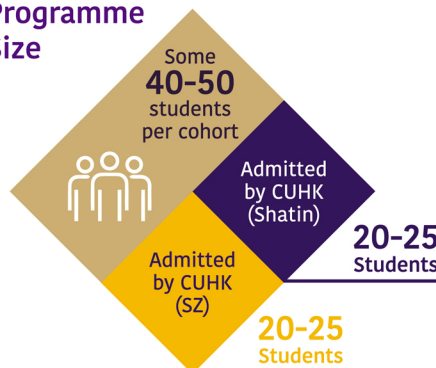 Programme
Size
Some
40-50
students
per cohort
Admitted
by CUHK
(Shatin)
20-25
Students
Admitted
by CUHK
(SZ)
20-25
Students